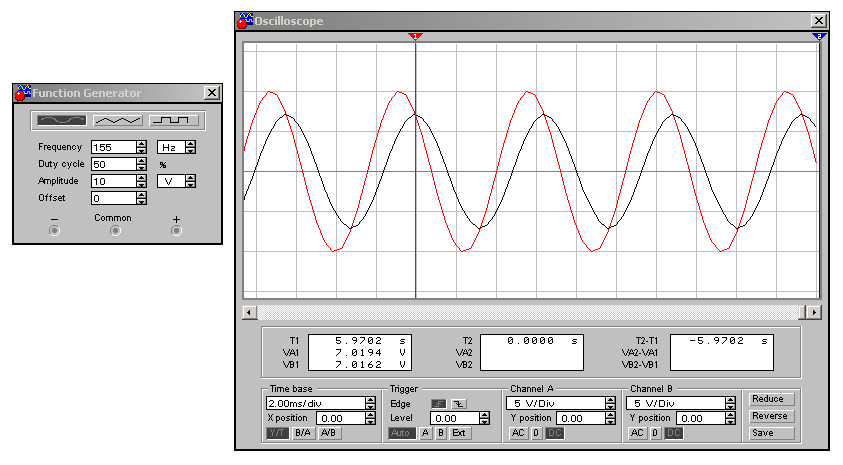 Oscilloscope
1
2
Function Generator
Frequency 155 Hz
Duty cycle 50 %
Amplitude 10 V
Offset 0
− Common +
T1 5.9702 s T2 0.0000 s T2-T1 -5.9702 s
VA1 7.0194 V VA2 VA2-VA1
VB1 7.0162 V VB2 VB2-VB1
Time base Trigger Channel A Channel B
2.00ms/div Edge 5 V/Div 5 V/Div Reduce
X position 0.00 Level 0.00 Y position 0.00 Y position 0.00 Reverse
Y/T B/A A/B Auto A B Ext AC 0 DC AC 0 DC Save